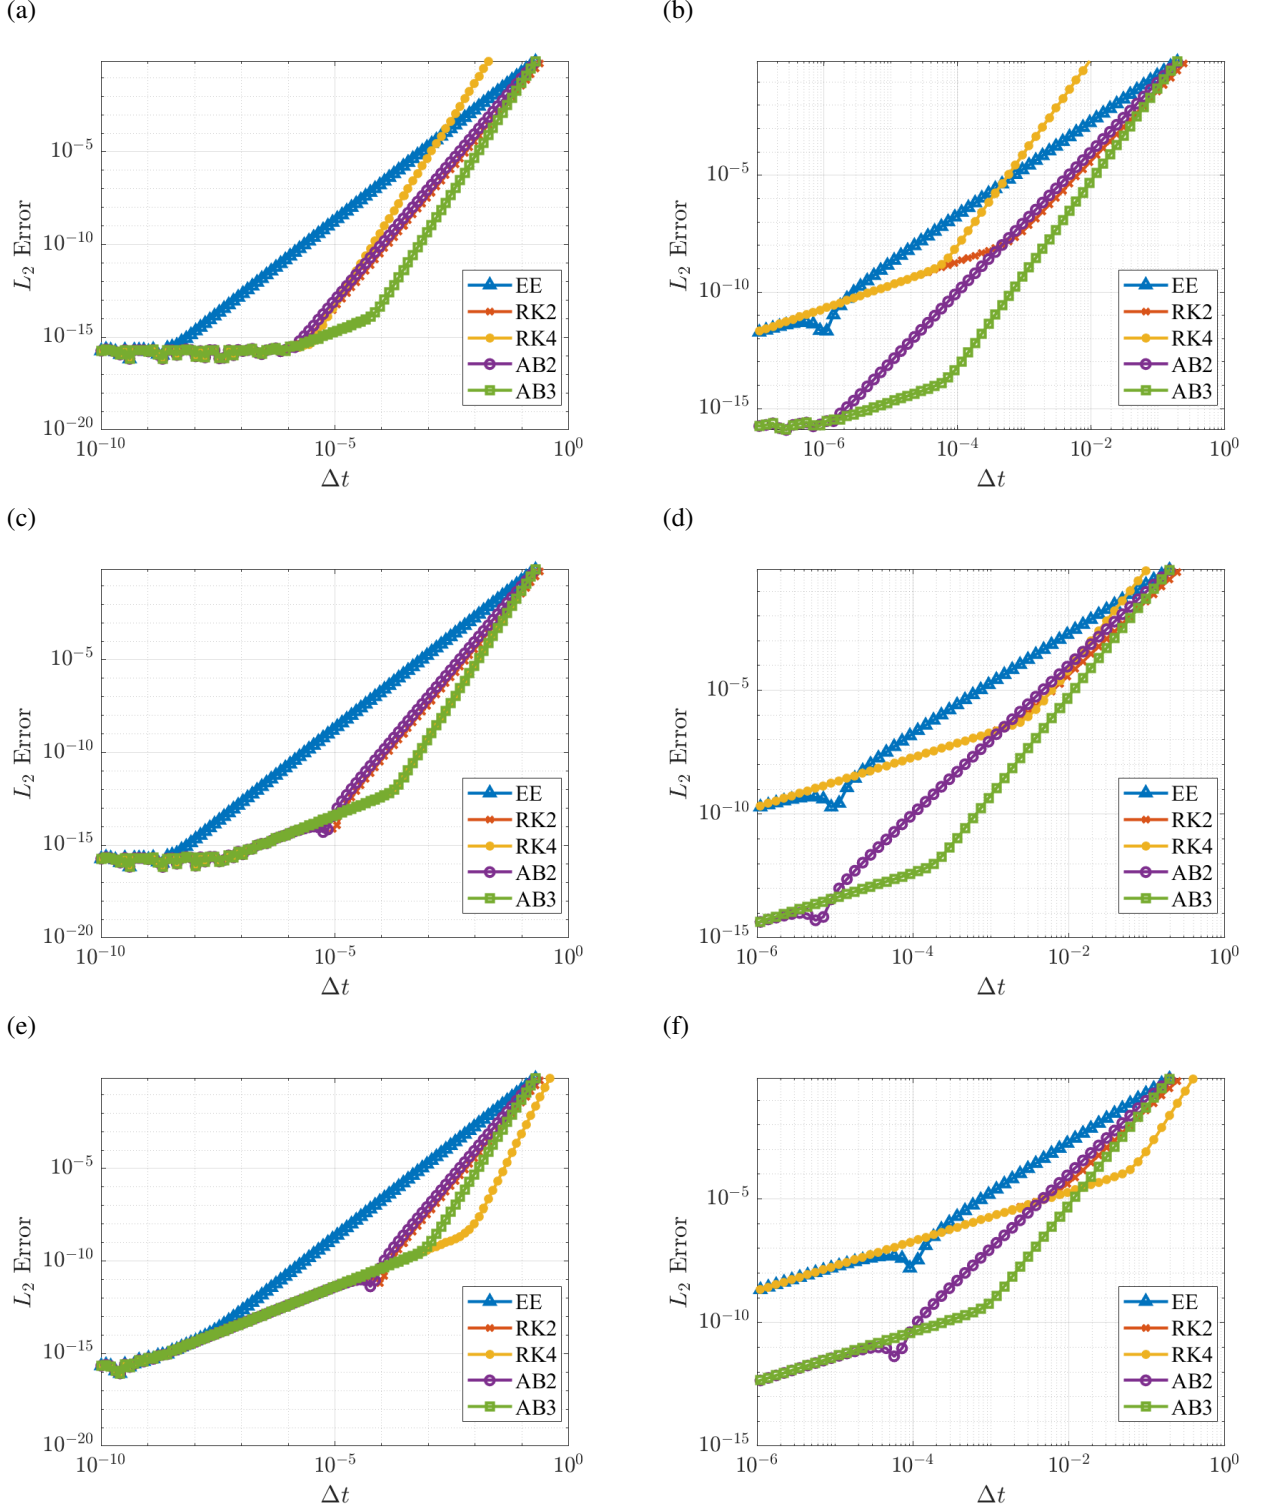 (a)
10^{-5}
10^{-10}
10^{-15}
10^{-20}
L_2 Error
10^{-10}
10^{-5}
10^0
Δt
EE
RK2
RK4
AB2
AB3
(b)
10^{-5}
10^{-10}
10^{-15}
L_2 Error
10^{-6}
10^{-4}
10^{-2}
10^0
Δt
EE
RK2
RK4
AB2
AB3
(c)
10^{-5}
10^{-10}
10^{-15}
10^{-20}
L_2 Error
10^{-10}
10^{-5}
10^0
Δt
EE
RK2
RK4
AB2
AB3
(d)
10^{-5}
10^{-10}
10^{-15}
L_2 Error
10^{-6}
10^{-4}
10^{-2}
10^0
Δt
EE
RK2
RK4
AB2
AB3
(e)
10^{-5}
10^{-10}
10^{-15}
10^{-20}
L_2 Error
10^{-10}
10^{-5}
10^0
Δt
EE
RK2
RK4
AB2
AB3
(f)
10^{-5}
10^{-10}
10^{-15}
L_2 Error
10^{-6}
10^{-4}
10^{-2}
10^0
Δt
EE
RK2
RK4
AB2
AB3